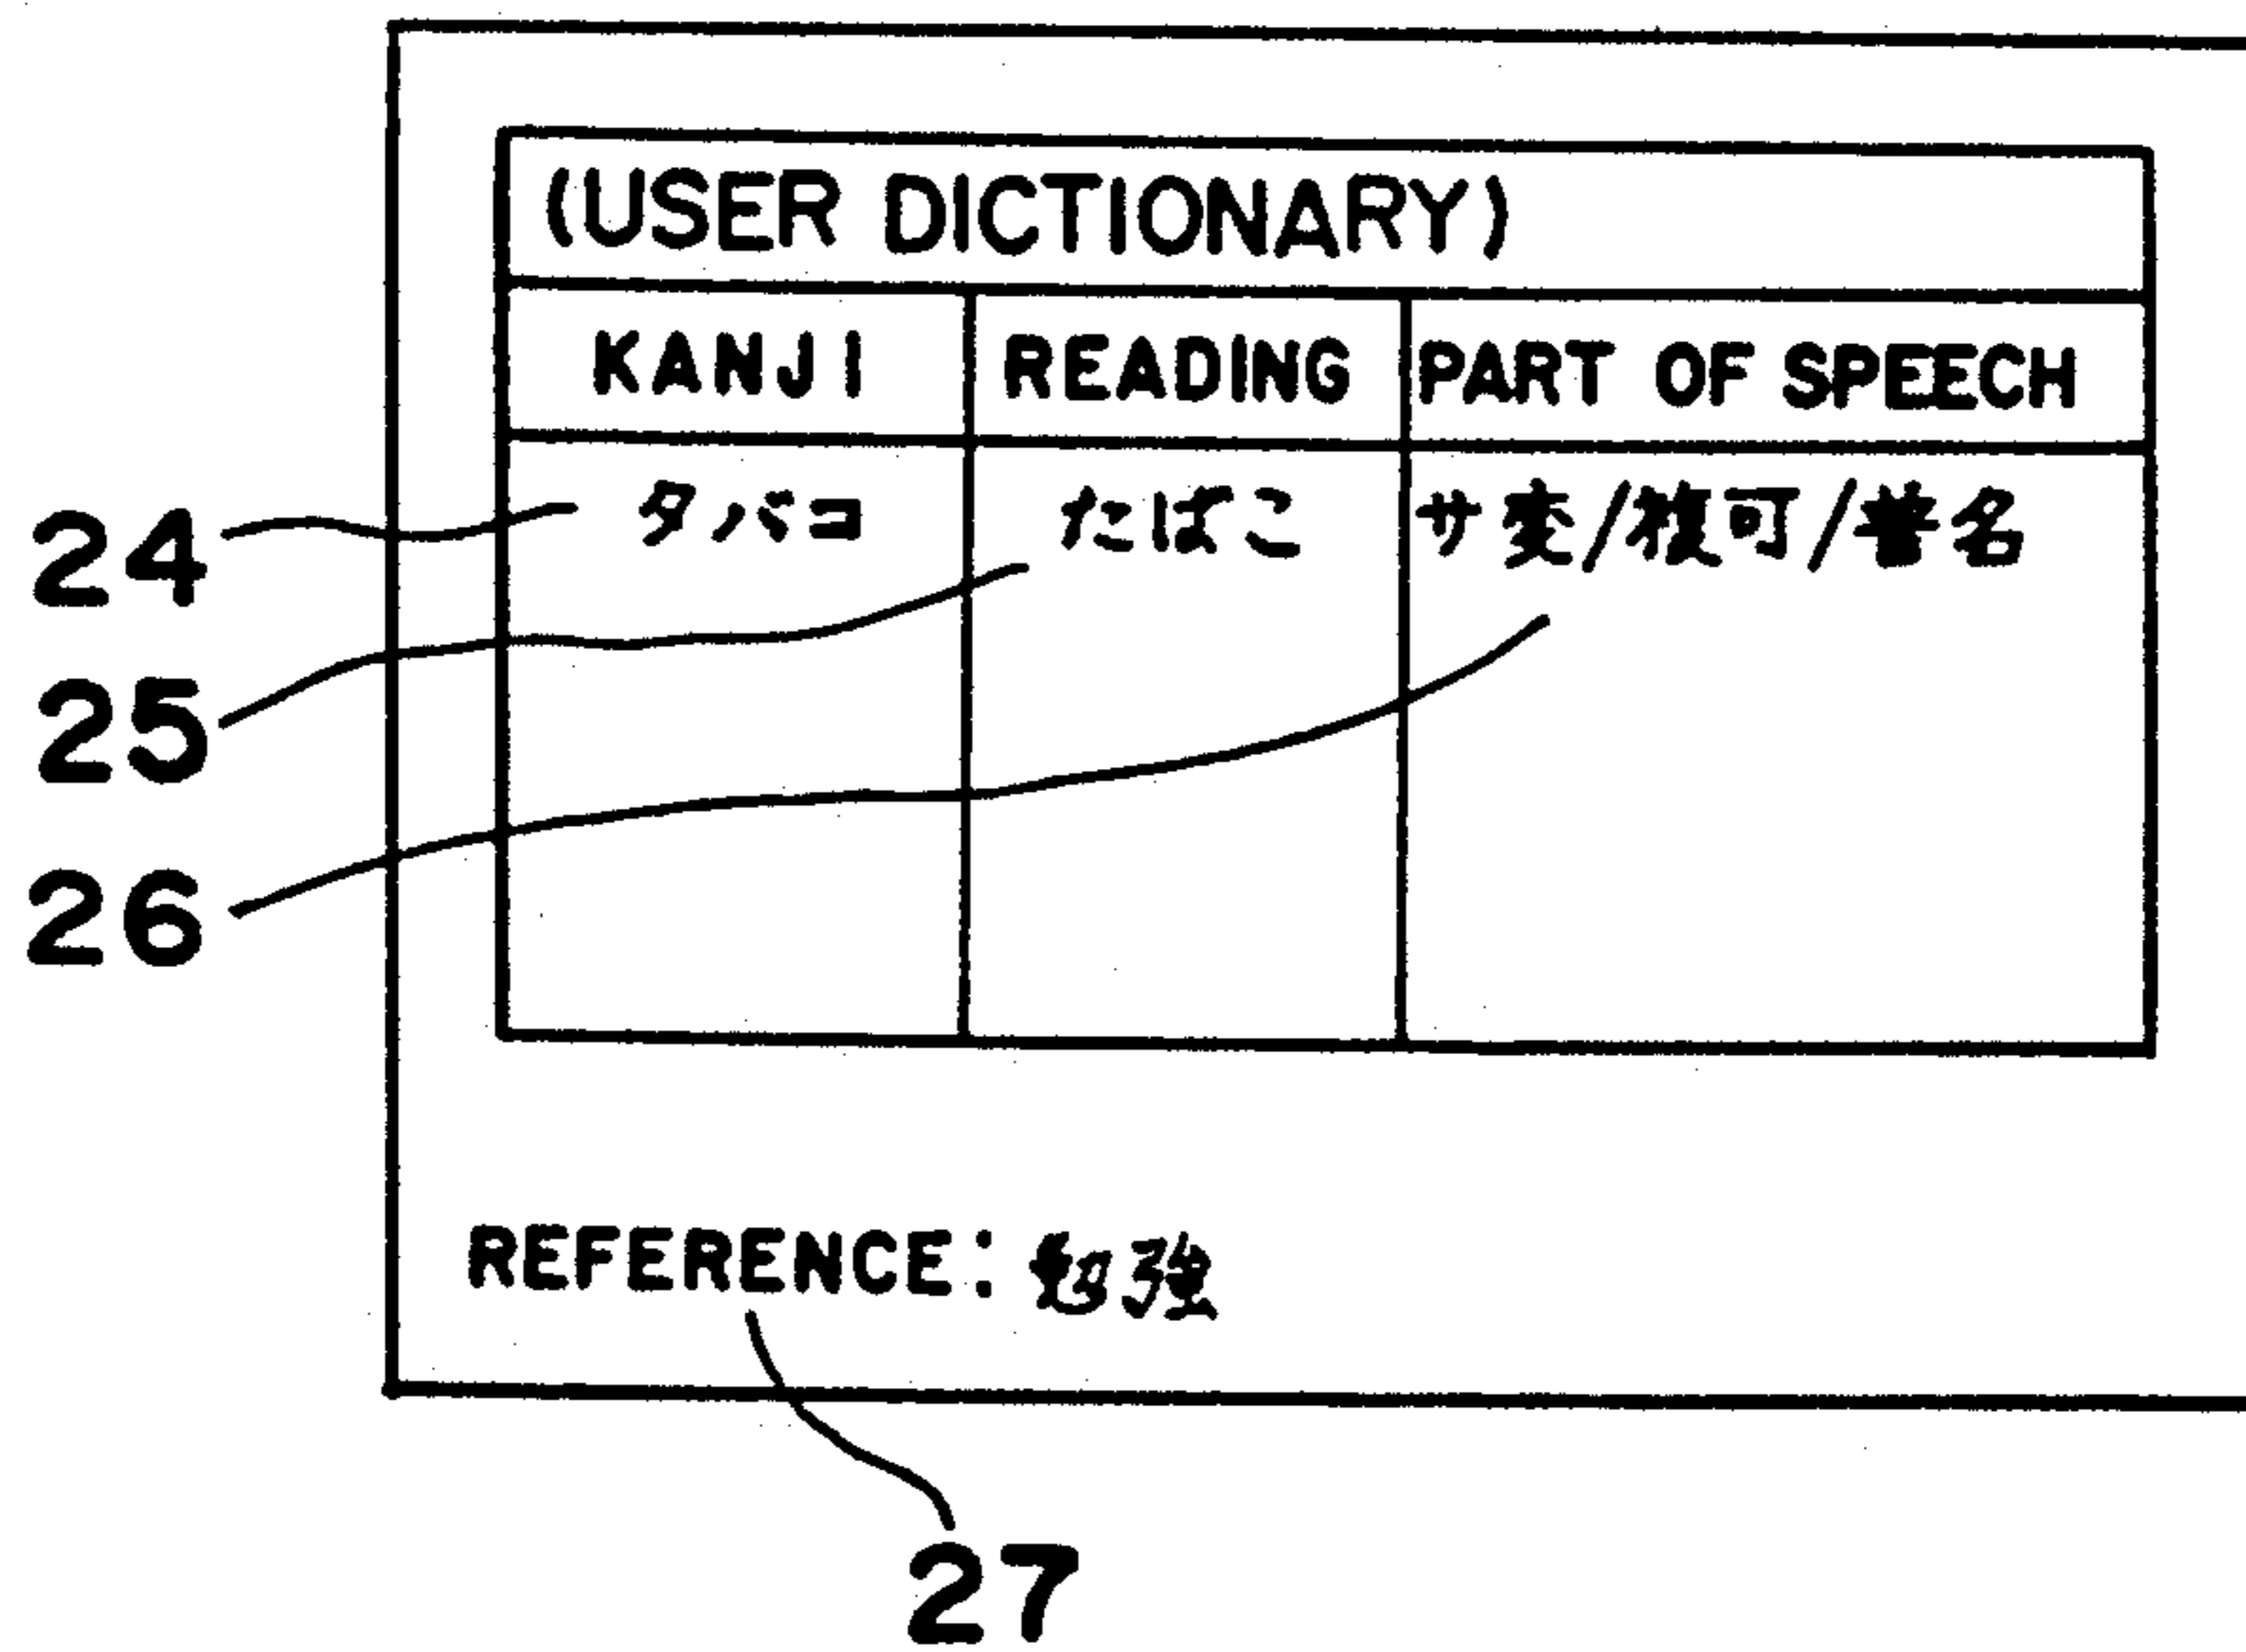 (USER DICTIONARY)
KANJI READING PART OF SPEECH
24 タバコ たばこ サ変/複可/普名
25
26
REFERENCE: 勉強
27